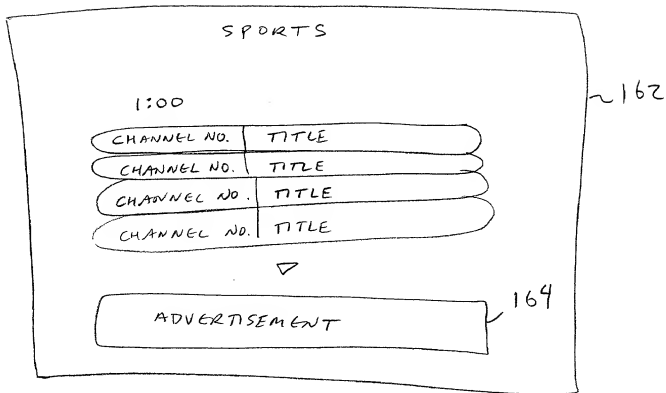 SPORTS
162
1:00
CHANNEL NO. TITLE
CHANNEL NO. TITLE
CHANNEL NO. TITLE
CHANNEL NO. TITLE
164
ADVERTISEMENT